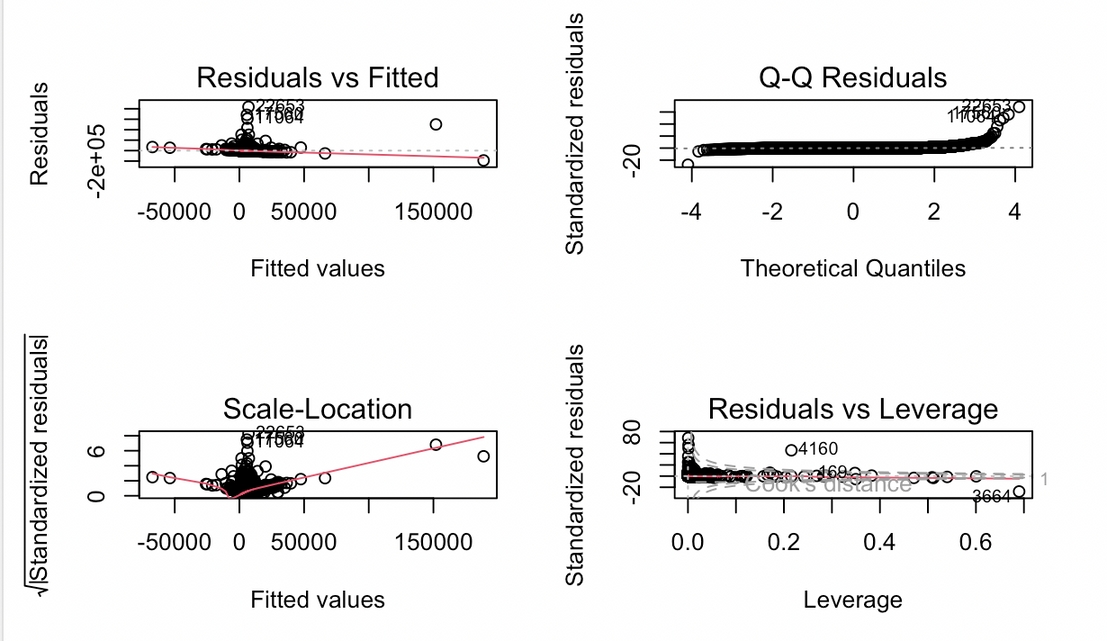 Residuals vs Fitted
Residuals
-2e+05
22653
11064
-50000 0 50000 150000
Fitted values
Q-Q Residuals
Standardized residuals
-20
22653
11064
-4 -2 0 2 4
Theoretical Quantiles
Scale-Location
√|Standardized residuals|
0 6
22653
11064
-50000 0 50000 150000
Fitted values
Residuals vs Leverage
Standardized residuals
-20 80
4160
169
Cook's distance
1
3664
0.0 0.2 0.4 0.6
Leverage